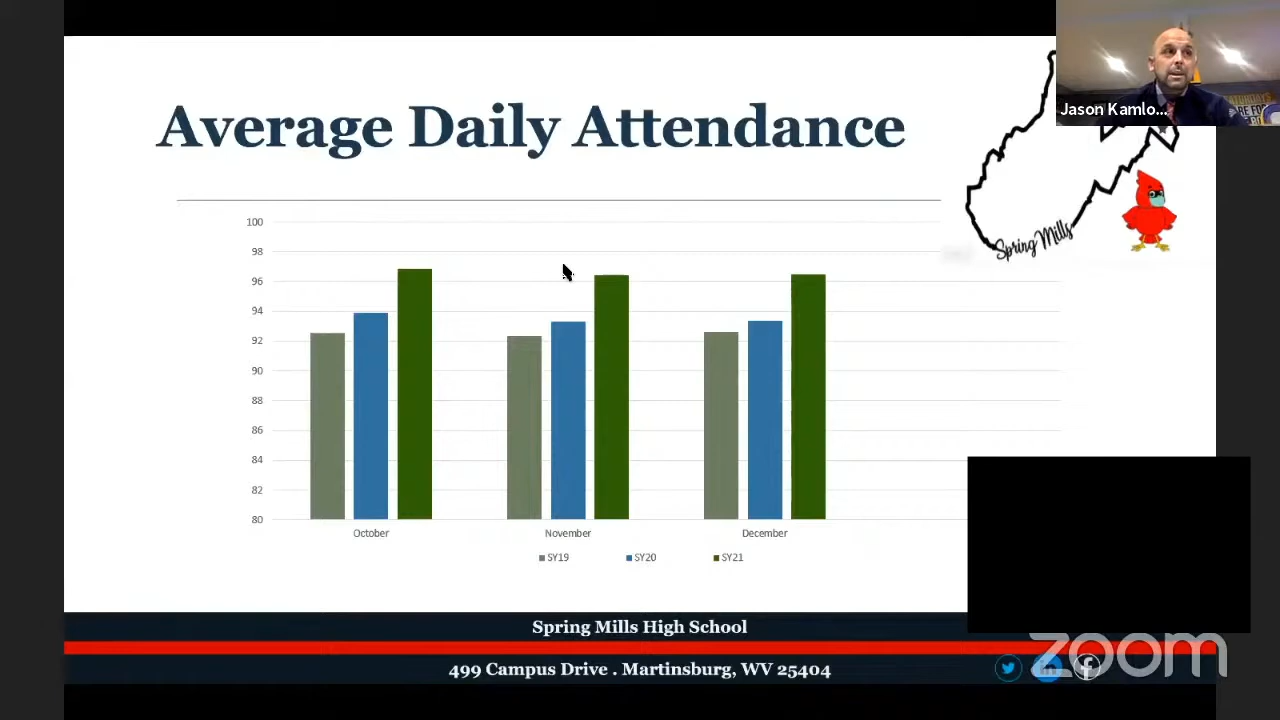 Average Daily Attendance
Jason Kamlo...
Spring Mills
100
98
96
94
92
90
88
86
84
82
80
October
November
December
SY19
SY20
SY21
Spring Mills High School
499 Campus Drive . Martinsburg, WV 25404
zoom